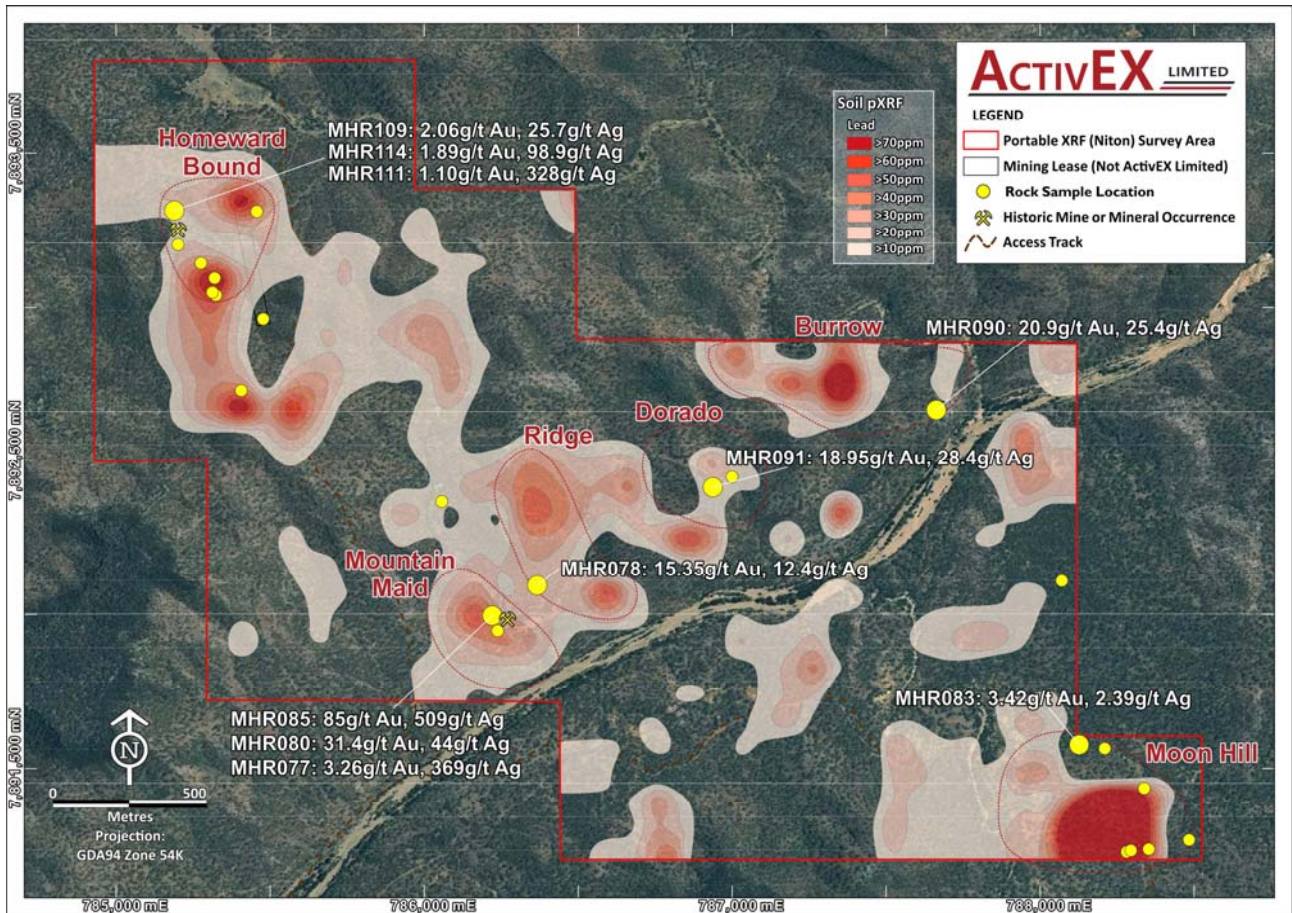 ACTIVEX LIMITED
LEGEND
Portable XRF (Niton) Survey Area
Mining Lease (Not ActivEX Limited)
Rock Sample Location
Historic Mine or Mineral Occurrence
Access Track
Soil pXRF
Lead
>70ppm
>60ppm
>50ppm
>40ppm
>30ppm
>20ppm
>10ppm
Homeward
Bound
MHR109: 2.06g/t Au, 25.7g/t Ag
MHR114: 1.89g/t Au, 98.9g/t Ag
MHR111: 1.10g/t Au, 328g/t Ag
Burrow
MHR090: 20.9g/t Au, 25.4g/t Ag
Dorado
Ridge
MHR091: 18.95g/t Au, 28.4g/t Ag
Mountain
Maid
MHR078: 15.35g/t Au, 12.4g/t Ag
MHR085: 85g/t Au, 509g/t Ag
MHR080: 31.4g/t Au, 44g/t Ag
MHR077: 3.26g/t Au, 369g/t Ag
MHR083: 3.42g/t Au, 2.39g/t Ag
Moon Hill
N
0 500
Metres
Projection:
GDA94 Zone 54K
7,893,500 mN
7,892,500 mN
7,891,500 mN
785,000 mE
786,000 mE
787,000 mE
788,000 mE